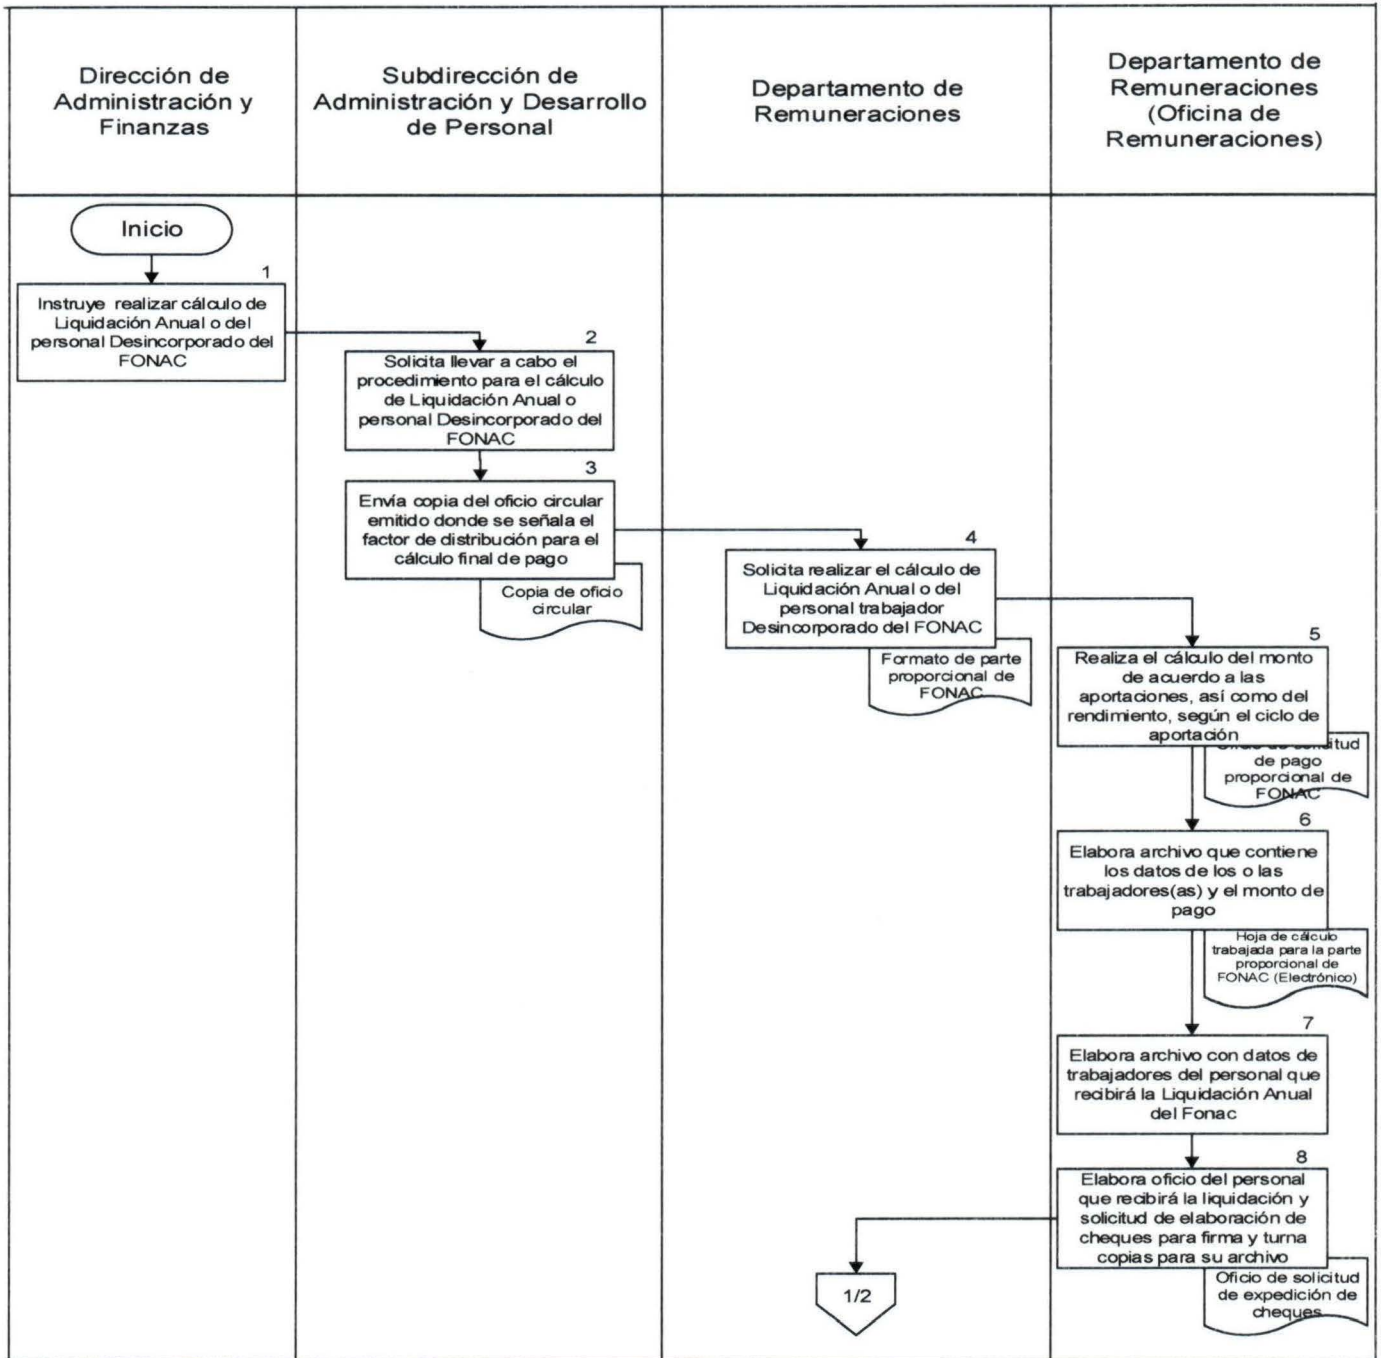 Dirección de
Administración y
Finanzas
Subdirección de
Administración y Desarrollo
de Personal
Departamento de
Remuneraciones
Departamento de
Remuneraciones
(Oficina de
Remuneraciones)
Inicio
1
Instruye realizar cálculo de
Liquidación Anual o del
personal Desincorporado del
FONAC
2
Solicita llevar a cabo el
procedimiento para el cálculo
de Liquidación Anual o
personal Desincorporado del
FONAC
3
Envía copia del oficio circular
emitido donde se señala el
factor de distribución para el
cálculo final de pago
Copia de oficio
circular
4
Solicita realizar el cálculo de
Liquidación Anual o del
personal trabajador
Desincorporado del FONAC
Formato de parte
proporcional de
FONAC
5
Realiza el cálculo del monto
de acuerdo a las
aportaciones, así como del
rendimiento, según el ciclo de
aportación
Oficio de solicitud
de pago
proporcional de
FONAC
6
Elabora archivo que contiene
los datos de los o las
trabajadores(as) y el monto de
pago
Hoja de cálculo
trabajada para la parte
proporcional de
FONAC (Electrónico)
7
Elabora archivo con datos de
trabajadores del personal que
recibirá la Liquidación Anual
del Fonac
8
Elabora oficio del personal
que recibirá la liquidación y
solicitud de elaboración de
cheques para firma y turna
copias para su archivo
Oficio de solicitud
de expedición de
cheques
1/2